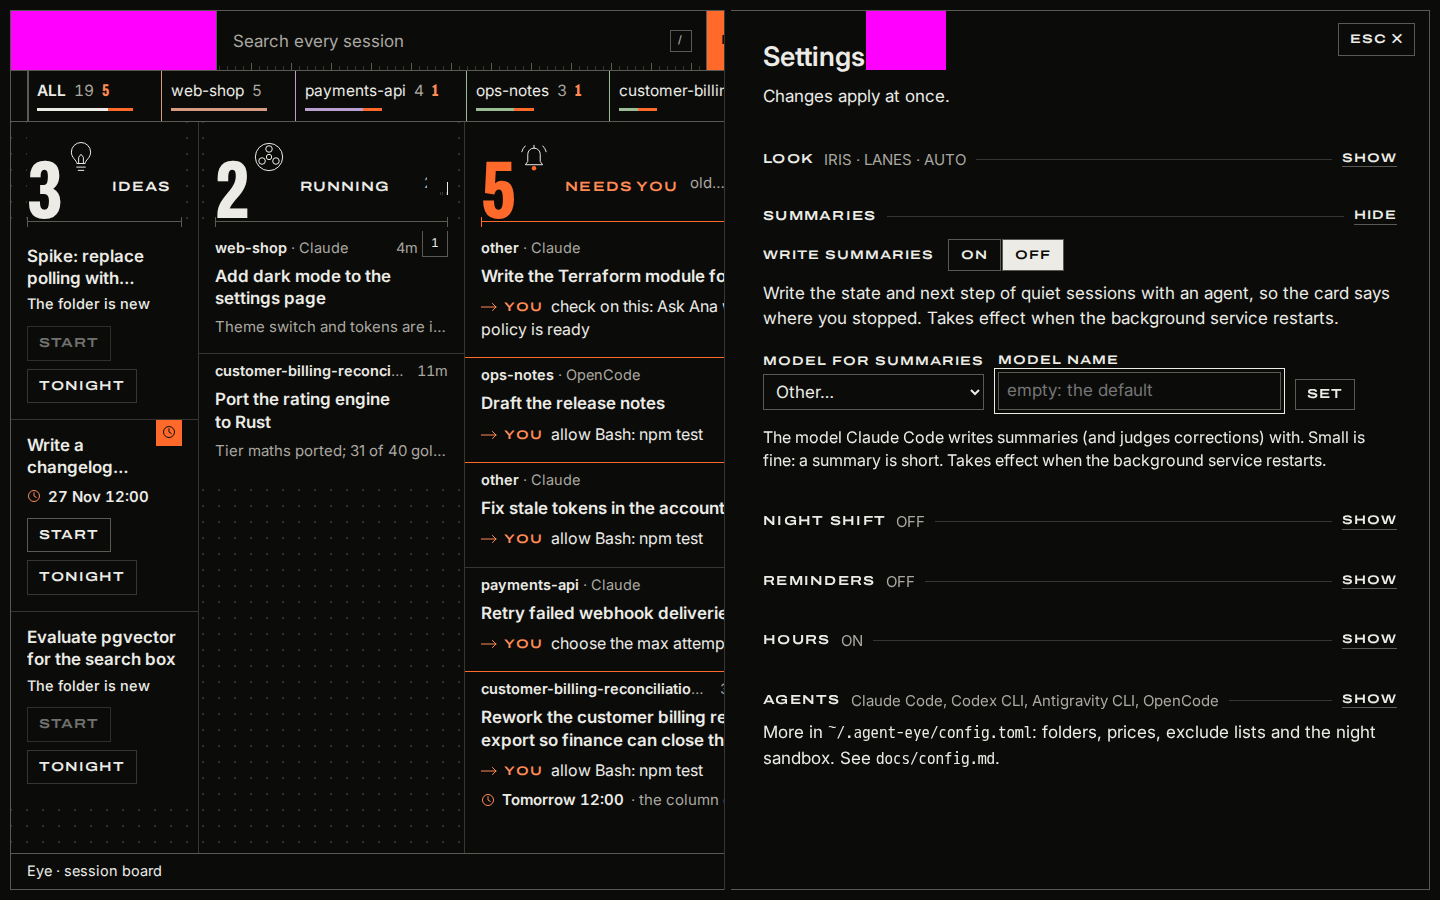 Search every session /
ALL 19 5
web-shop 5
payments-api 4 1
ops-notes 3 1
3 IDEAS
Spike: replace
polling with...
The folder is new
START
TONIGHT
Write a
changelog...
27 Nov 12:00
START
TONIGHT
Evaluate pgvector
for the search box
The folder is new
START
TONIGHT
2 RUNNING
web-shop · Claude 4m 1
Add dark mode to the
settings page
Theme switch and tokens are i...
customer-billing-reconci... 11m
Port the rating engine
to Rust
Tier maths ported; 31 of 40 gol...
5 NEEDS YOU old...
other · Claude
Write the Terraform module fo
→ YOU check on this: Ask Ana
policy is ready
ops-notes · OpenCode
Draft the release notes
→ YOU allow Bash: npm test
other · Claude
Fix stale tokens in the account
→ YOU allow Bash: npm test
payments-api · Claude
Retry failed webhook deliverie
→ YOU choose the max attemp
customer-billing-reconciliatio...
Rework the customer billing re
export so finance can close th
→ YOU allow Bash: npm test
Tomorrow 12:00 · the column
Eye · session board
Settings
ESC ✕
Changes apply at once.
LOOK IRIS · LANES · AUTO SHOW
SUMMARIES HIDE
WRITE SUMMARIES ON OFF
Write the state and next step of quiet sessions with an agent, so the card says
where you stopped. Takes effect when the background service restarts.
MODEL FOR SUMMARIES MODEL NAME
Other... empty: the default SET
The model Claude Code writes summaries (and judges corrections) with. Small is
fine: a summary is short. Takes effect when the background service restarts.
NIGHT SHIFT OFF SHOW
REMINDERS OFF SHOW
HOURS ON SHOW
AGENTS Claude Code, Codex CLI, Antigravity CLI, OpenCode SHOW
More in ~/.agent-eye/config.toml: folders, prices, exclude lists and the night
sandbox. See docs/config.md.